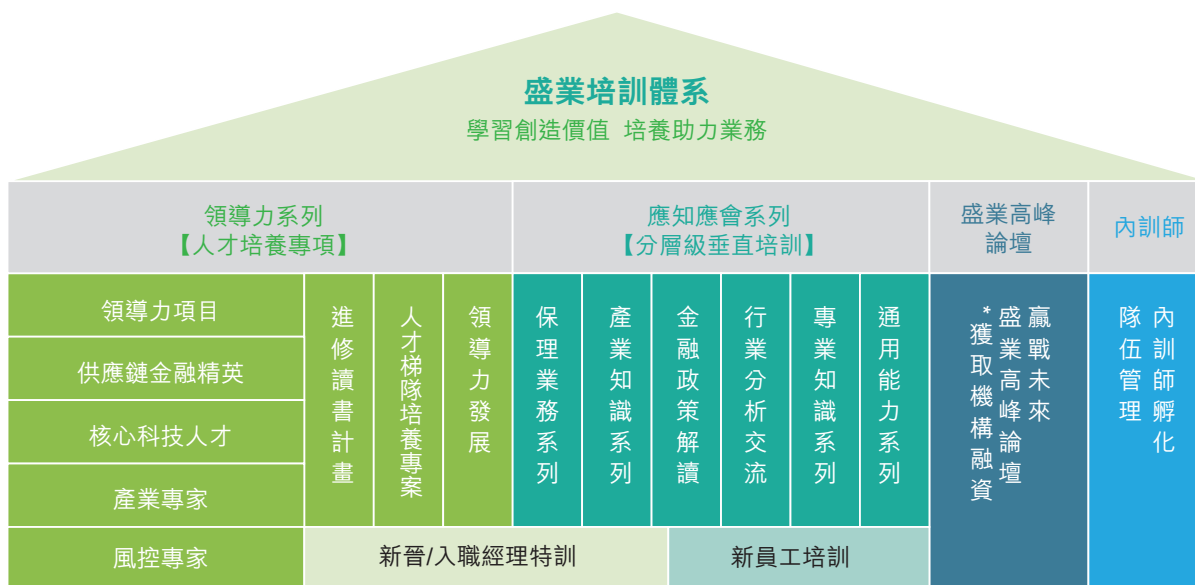 盛業培訓體系
學習創造價值 培養助力業務
領導力系列
【人才培養專項】
應知應會系列
【分層級垂直培訓】
盛業高峰
論壇
內訓師
領導力項目
供應鏈金融精英
核心科技人才
產業專家
風控專家
進修讀書計畫
人才梯隊培養專案
領導力發展
保理業務系列
產業知識系列
金融政策解讀
行業分析交流
專業知識系列
通用能力系列
贏戰未來
盛業高峰論壇
*獲取機構融資
內訓師孵化
隊伍管理
新晉/入職經理特訓
新員工培訓